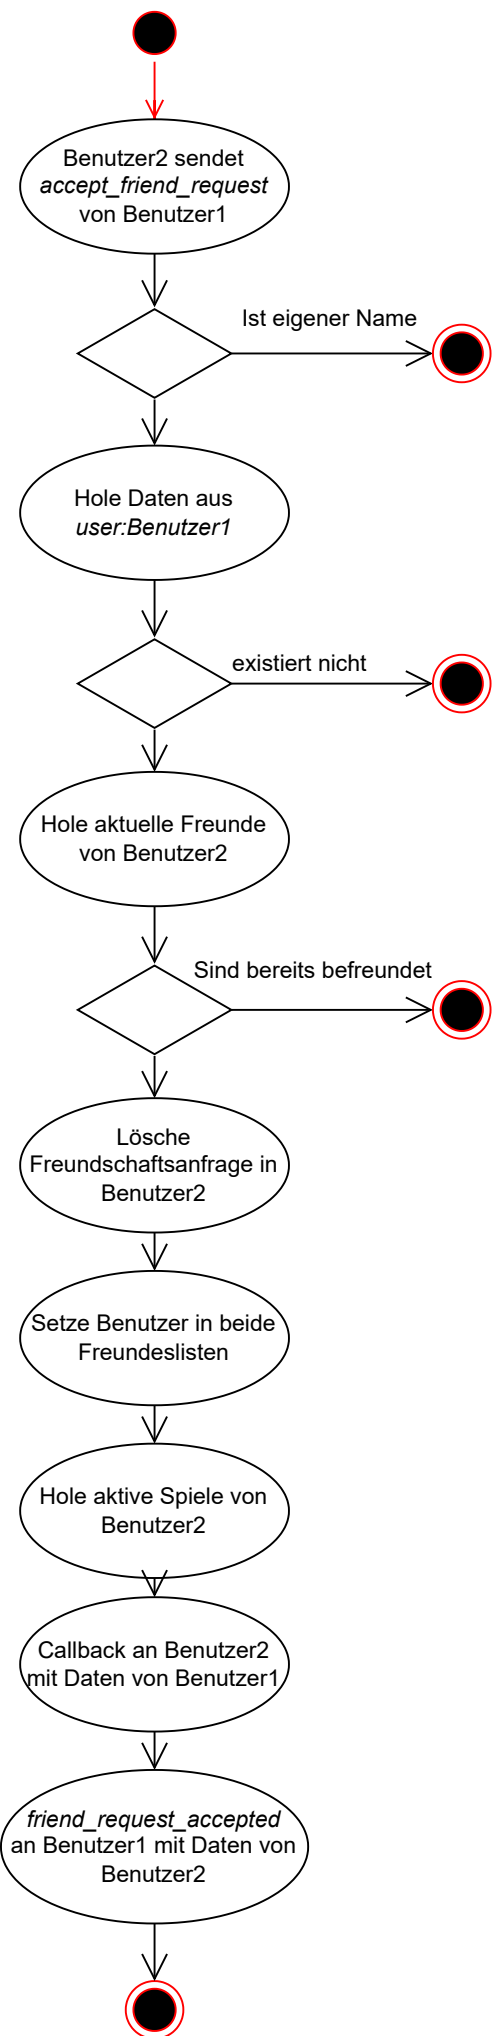 Benutzer2 sendet
accept_friend_request
von Benutzer1
Ist eigener Name
Hole Daten aus
user:Benutzer1
existiert nicht
Hole aktuelle Freunde
von Benutzer2
Sind bereits befreundet
Lösche
Freundschaftsanfrage in
Benutzer2
Setze Benutzer in beide
Freundeslisten
Hole aktive Spiele von
Benutzer2
Callback an Benutzer2
mit Daten von Benutzer1
friend_request_accepted
an Benutzer1 mit Daten von
Benutzer2